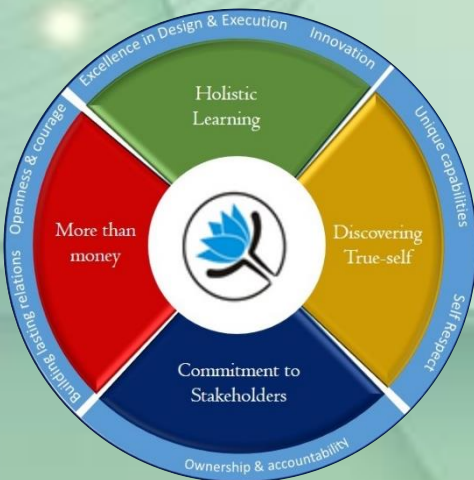 Excellence in Design & Execution
Innovation
Holistic
Learning
Unique capabilities
Self Respect
Discovering
True-self
Commitment to
Stakeholders
Ownership & accountability
More than
money
Building lasting relations
Openness & courage